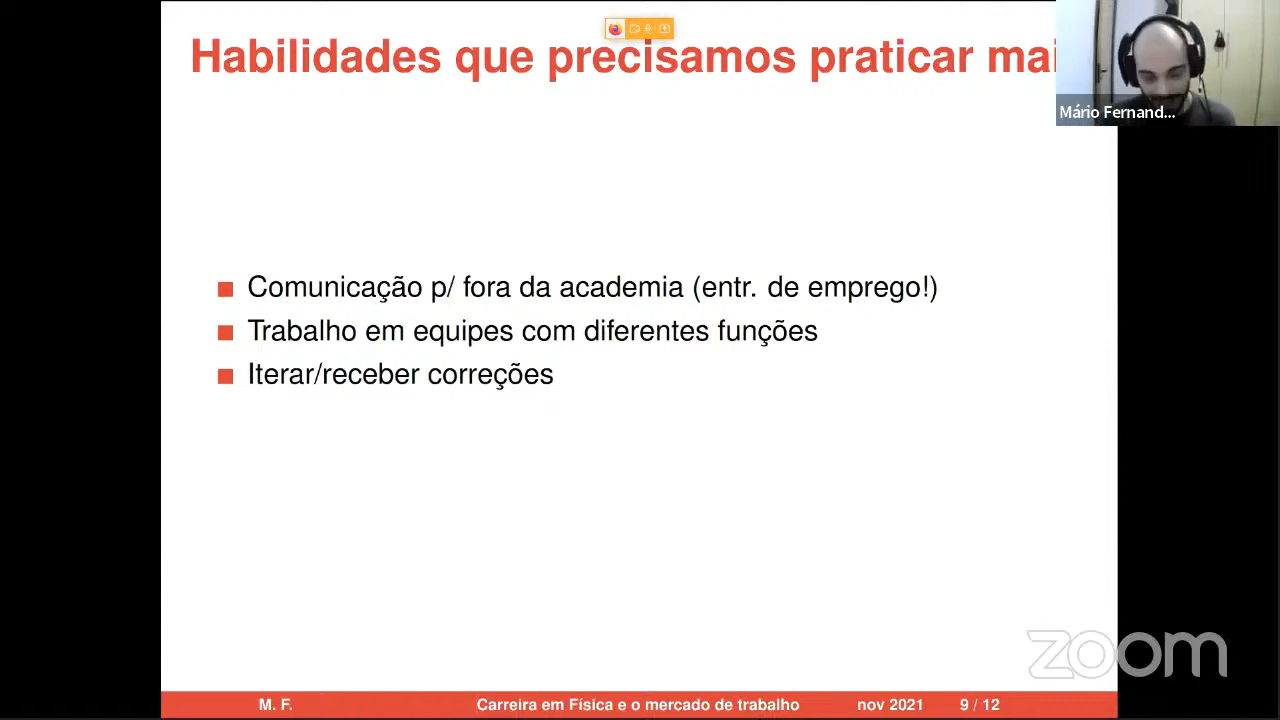 Habilidades que precisamos praticar mai
Mário Fernand...
Comunicação p/ fora da academia (entr. de emprego!)
Trabalho em equipes com diferentes funções
Iterar/receber correções
zoom
M. F. Carreira em Física e o mercado de trabalho nov 2021 9 / 12